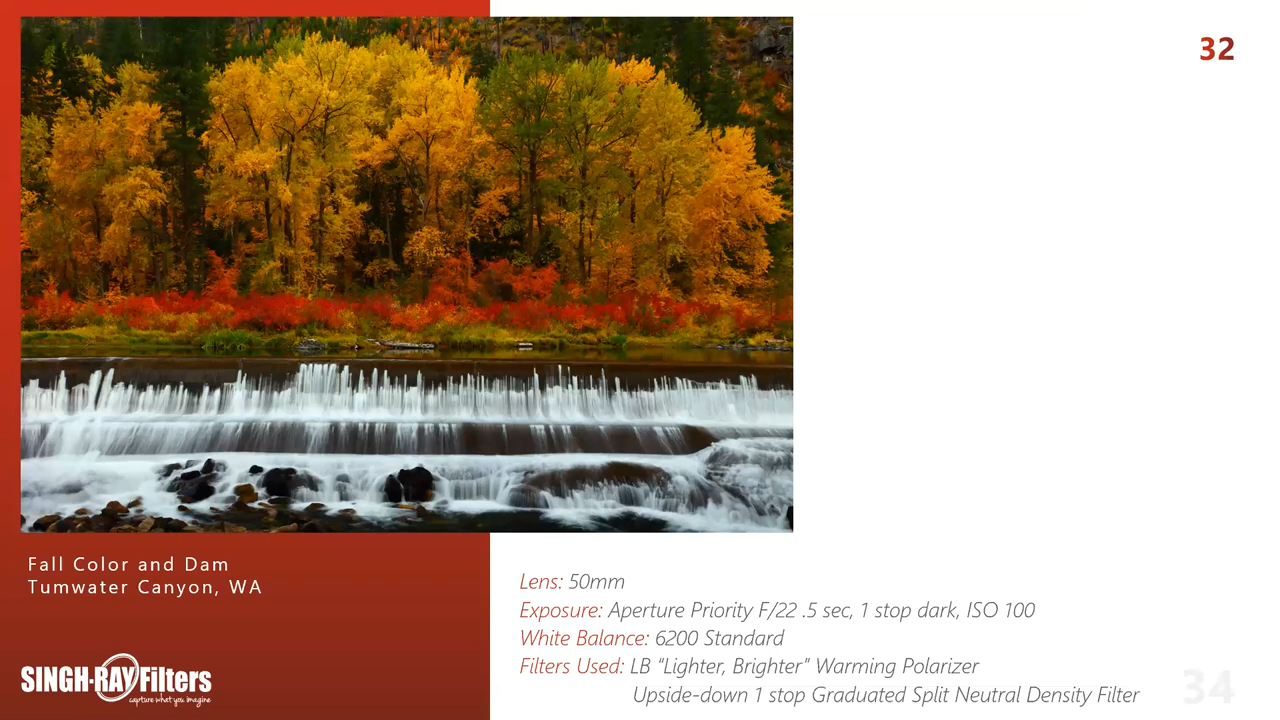 32
Fall Color and Dam
Tumwater Canyon, WA
Lens: 50mm
Exposure: Aperture Priority F/22 .5 sec, 1 stop dark, ISO 100
White Balance: 6200 Standard
Filters Used: LB "Lighter, Brighter" Warming Polarizer
Upside-down 1 stop Graduated Split Neutral Density Filter
SINGH-RAY Filters
capture what you imagine
34